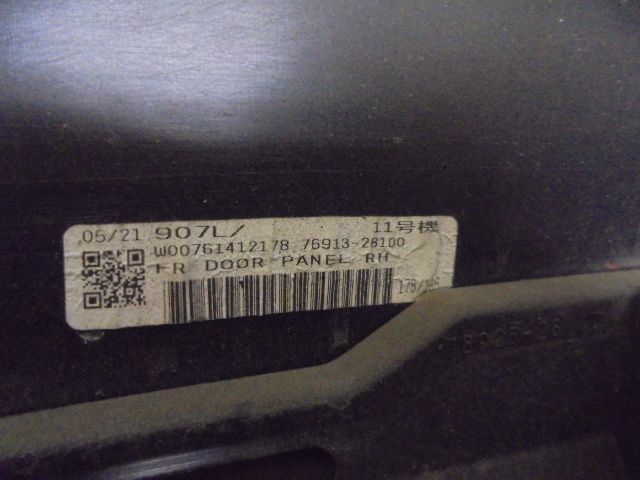 05/21 907L/ 11号機
W00761412178 76913-28100
FR DOOR PANEL RH